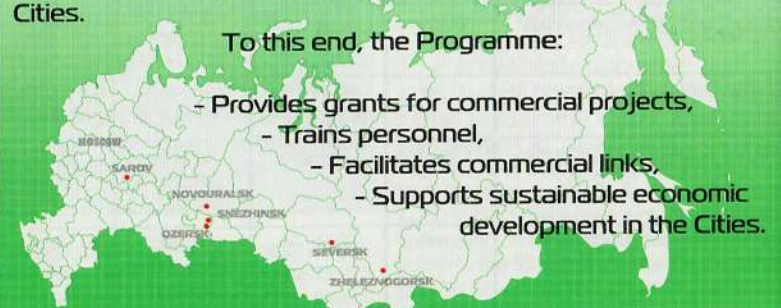 Cities.
To this end, the Programme:
- Provides grants for commercial projects,
- Trains personnel,
- Facilitates commercial links,
- Supports sustainable economic
development in the Cities.
MOSCOW
SAROV
NOVOURALSK
SNEZHINSK
OZERSK
SEVERSK
ZHELEZNOGORSK